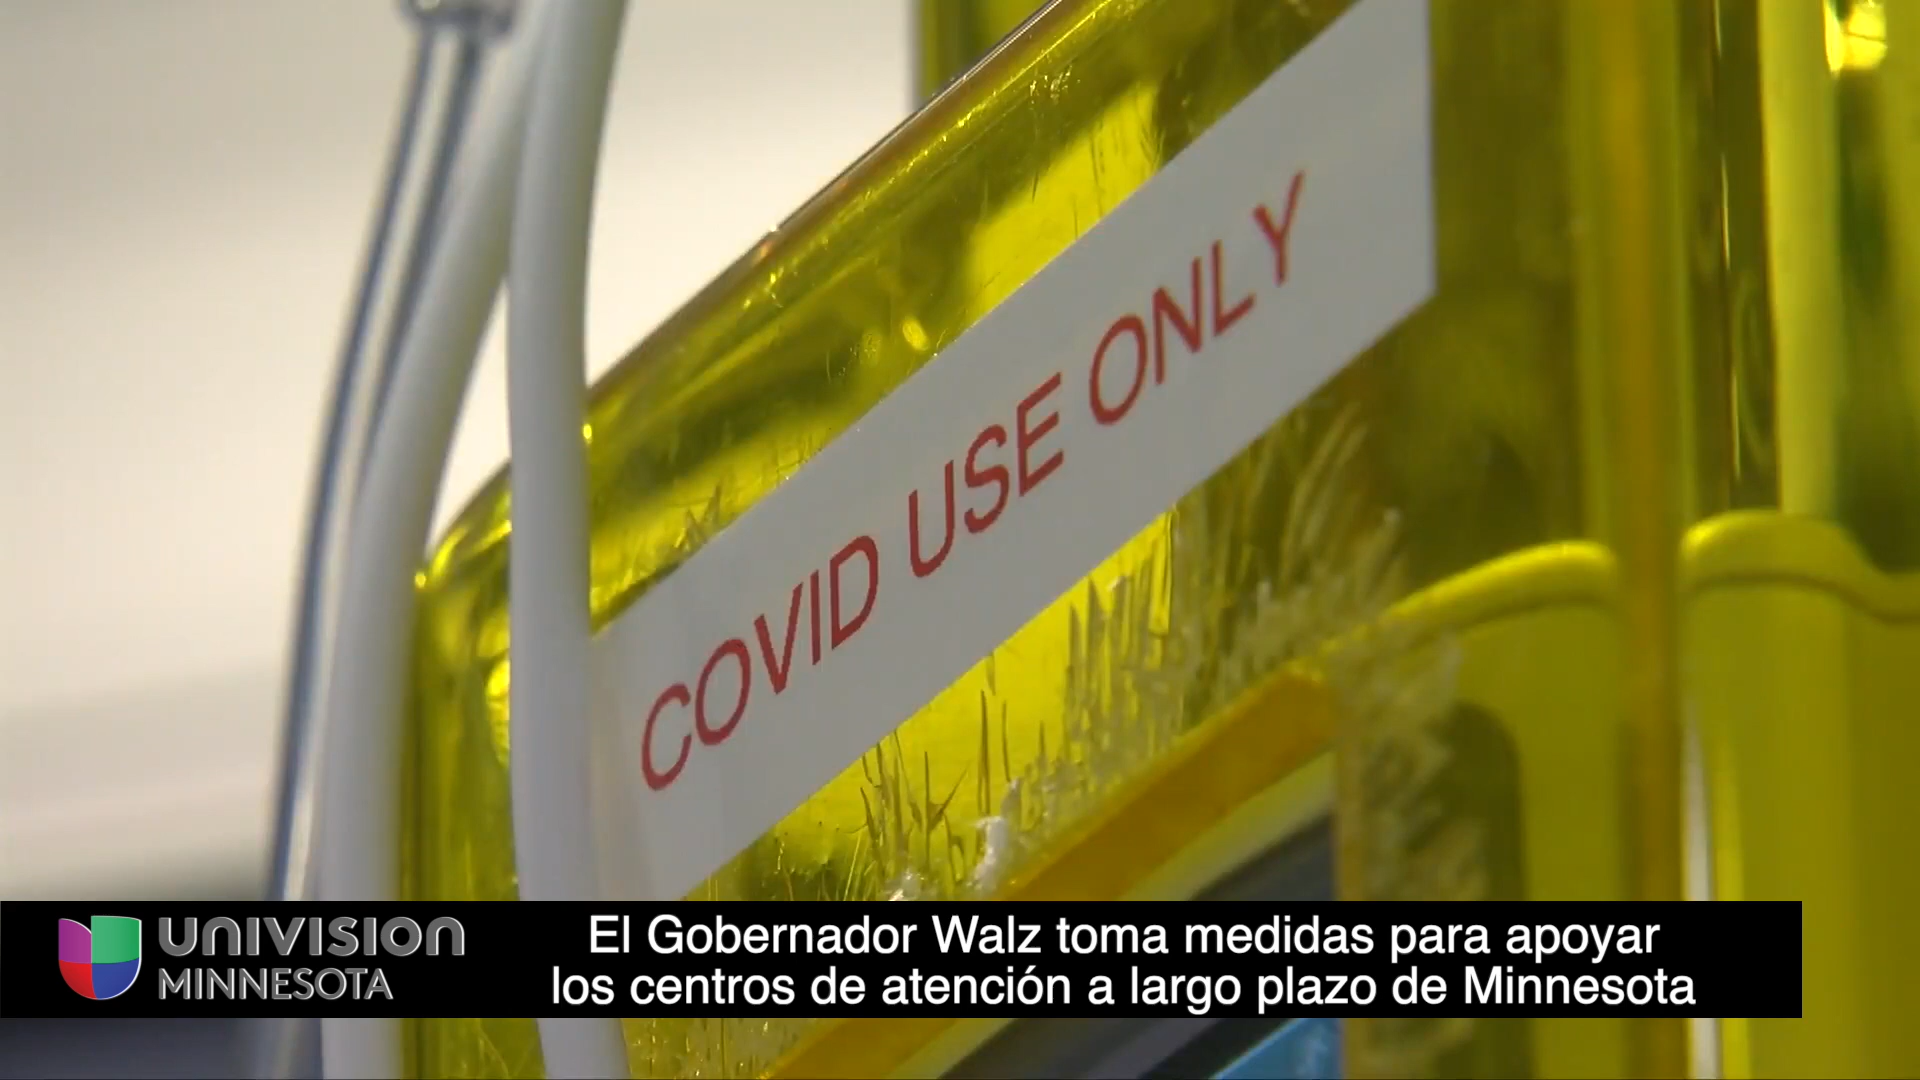 COVID USE ONLY
UNIVISION
MINNESOTA
El Gobernador Walz toma medidas para apoyar
los centros de atención a largo plazo de Minnesota